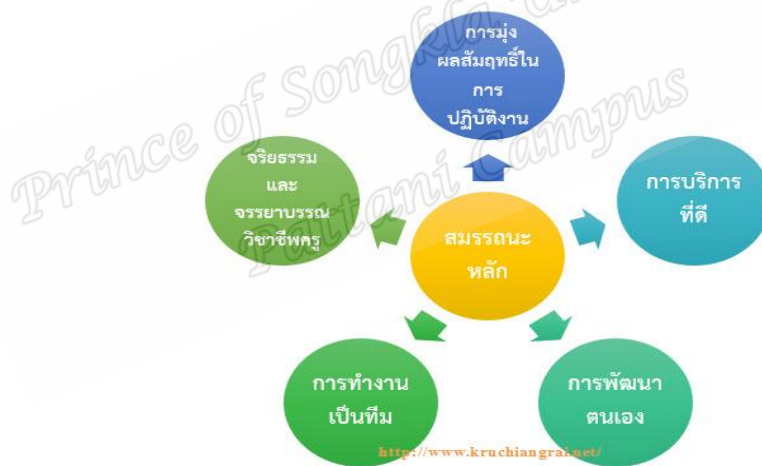 การมุ่ง
ผลสัมฤทธิ์ใน
การ
ปฏิบัติงาน
การบริการ
ที่ดี
การพัฒนา
ตนเอง
การทำงาน
เป็นทีม
จริยธรรม
และ
จรรยาบรรณ
วิชาชีพครู
สมรรถนะ
หลัก
http://www.kruchiangrai.net/
Prince of Songkla
Pattani Campus